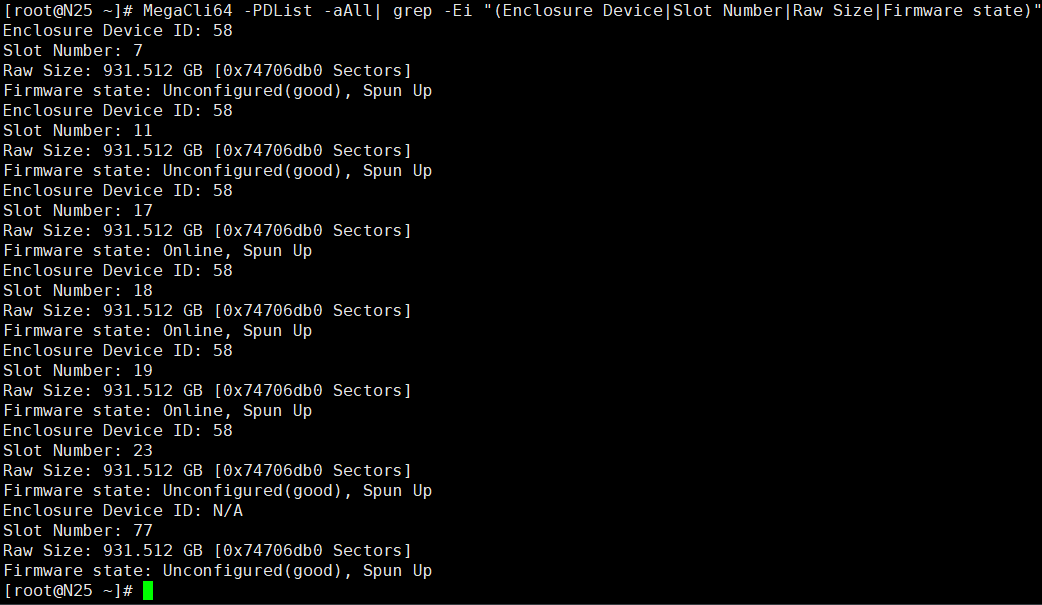 [root@N25 ~]# MegaCli64 -PDList -aAll| grep -Ei "(Enclosure Device|Slot Number|Raw Size|Firmware state)"
Enclosure Device ID: 58
Slot Number: 7
Raw Size: 931.512 GB [0x74706db0 Sectors]
Firmware state: Unconfigured(good), Spun Up
Enclosure Device ID: 58
Slot Number: 11
Raw Size: 931.512 GB [0x74706db0 Sectors]
Firmware state: Unconfigured(good), Spun Up
Enclosure Device ID: 58
Slot Number: 17
Raw Size: 931.512 GB [0x74706db0 Sectors]
Firmware state: Online, Spun Up
Enclosure Device ID: 58
Slot Number: 18
Raw Size: 931.512 GB [0x74706db0 Sectors]
Firmware state: Online, Spun Up
Enclosure Device ID: 58
Slot Number: 19
Raw Size: 931.512 GB [0x74706db0 Sectors]
Firmware state: Online, Spun Up
Enclosure Device ID: 58
Slot Number: 23
Raw Size: 931.512 GB [0x74706db0 Sectors]
Firmware state: Unconfigured(good), Spun Up
Enclosure Device ID: N/A
Slot Number: 77
Raw Size: 931.512 GB [0x74706db0 Sectors]
Firmware state: Unconfigured(good), Spun Up
[root@N25 ~]#